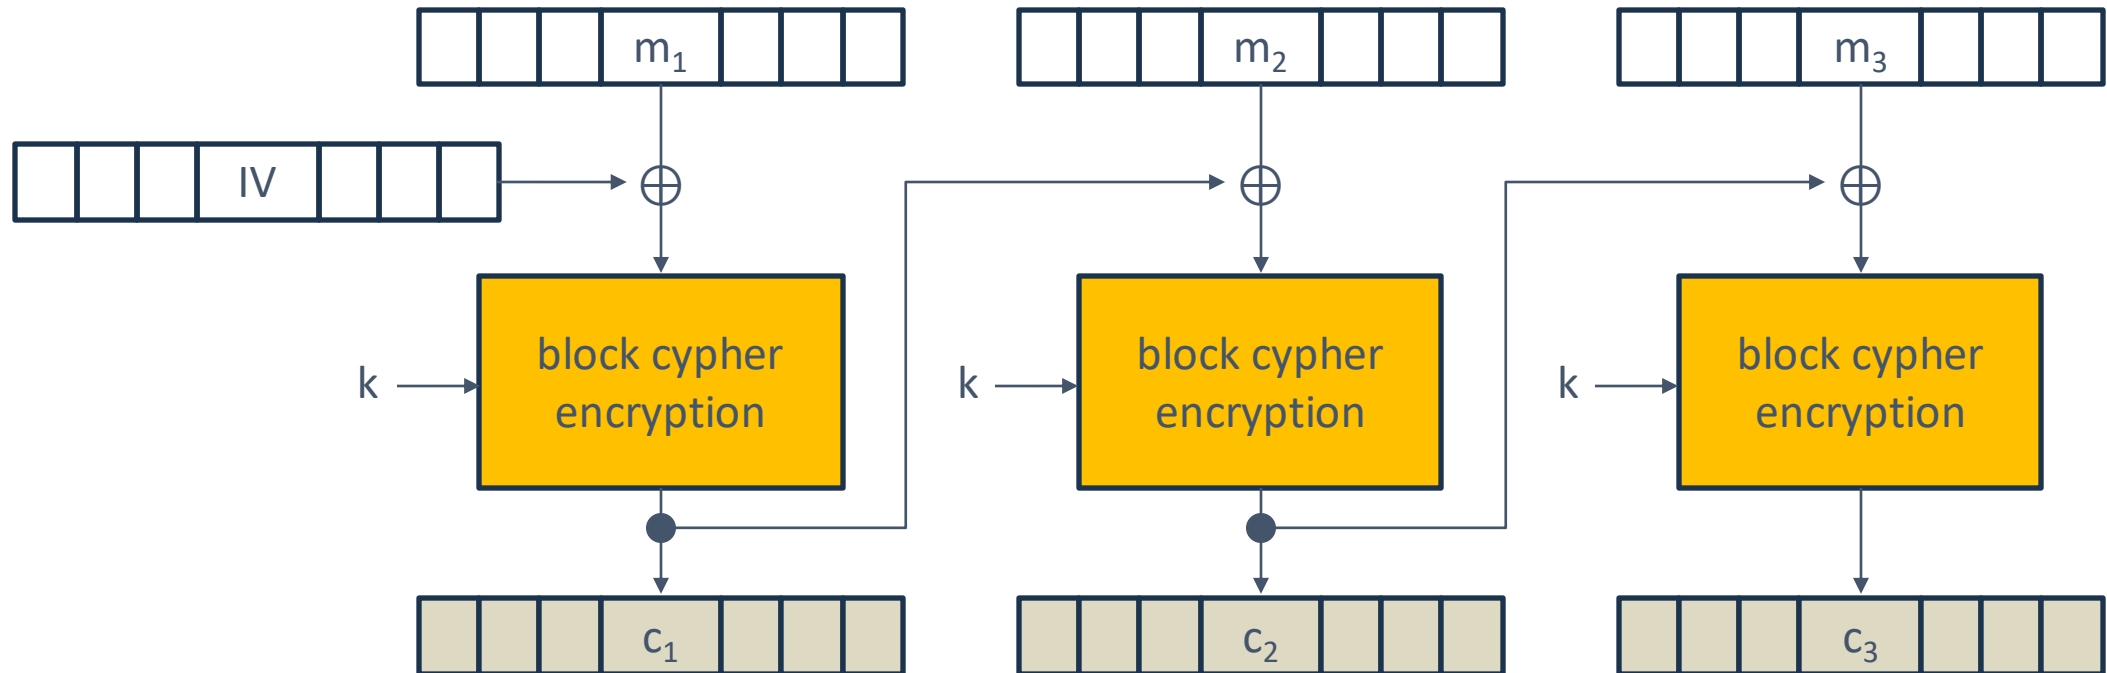 m₁
m₂
m₃
IV
k
block cypher
encryption
k
block cypher
encryption
k
block cypher
encryption
c₁
c₂
c₃